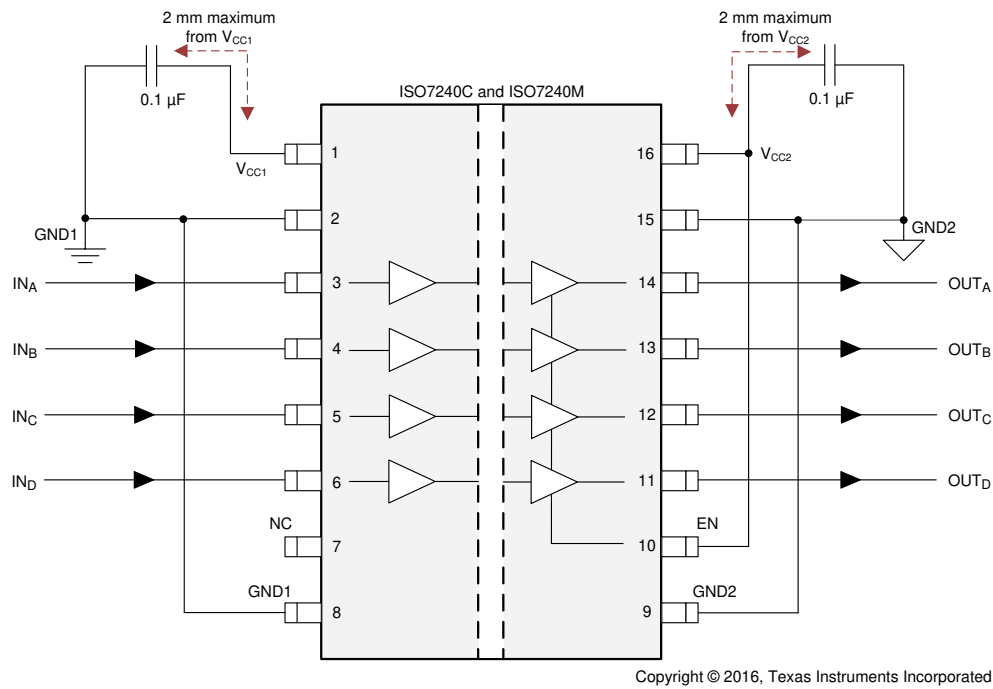 2 mm maximum
from VCC1
2 mm maximum
from VCC2
0.1 µF
0.1 µF
ISO7240C and ISO7240M
1
16
VCC1
VCC2
2
15
GND1
GND2
INA
3
14
OUTA
INB
4
13
OUTB
INC
5
12
OUTC
IND
6
11
OUTD
NC
EN
7
10
GND1
GND2
8
9
Copyright © 2016, Texas Instruments Incorporated